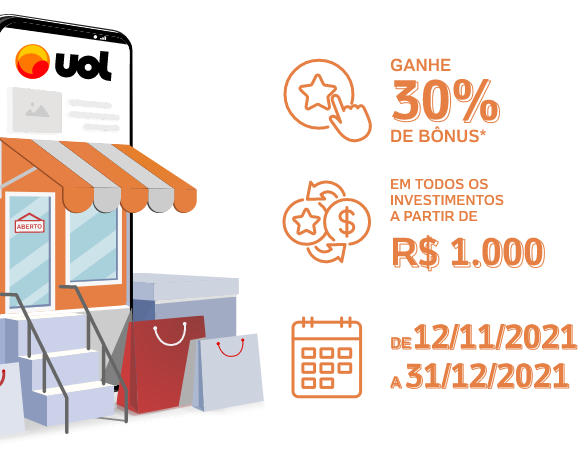 uol
ABERTO
GANHE
30%
DE BÔNUS*
EM TODOS OS
INVESTIMENTOS
A PARTIR DE
R$ 1.000
DE 12/11/2021
A 31/12/2021